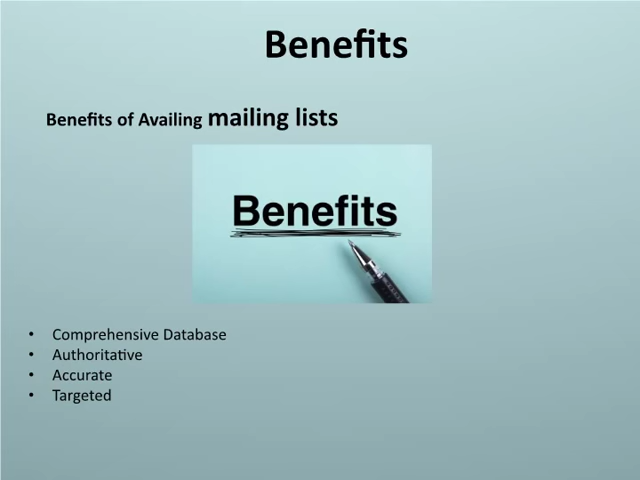 Benefits
Benefits of Availing mailing lists
Benefits
• Comprehensive Database
• Authoritative
• Accurate
• Targeted